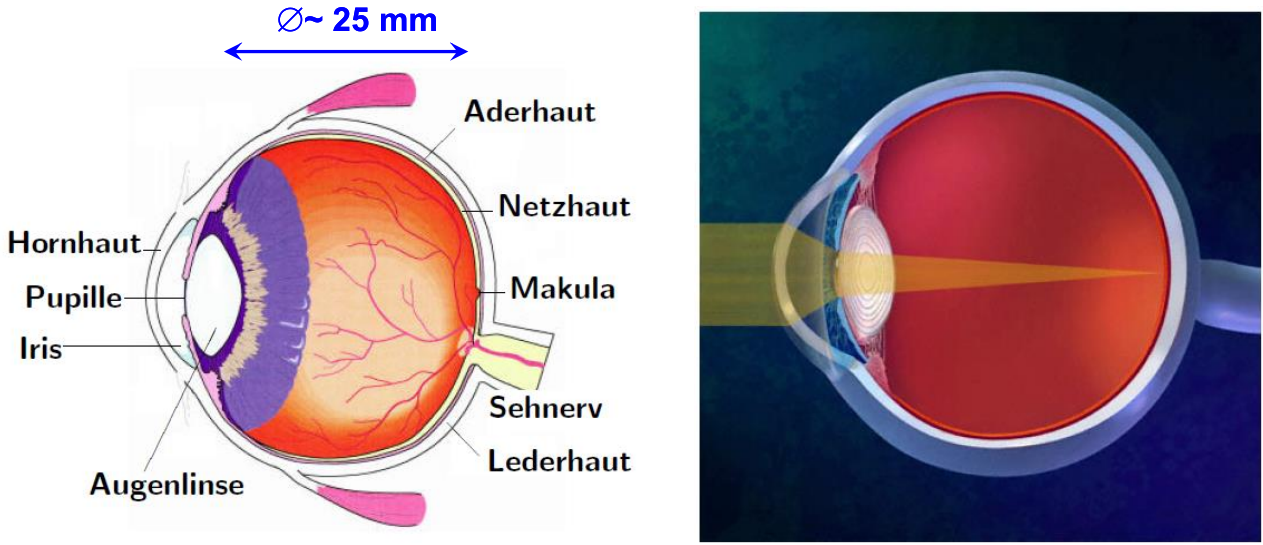 ∅~ 25 mm
Aderhaut
Netzhaut
Hornhaut
Makula
Pupille
Iris
Sehnerv
Lederhaut
Augenlinse